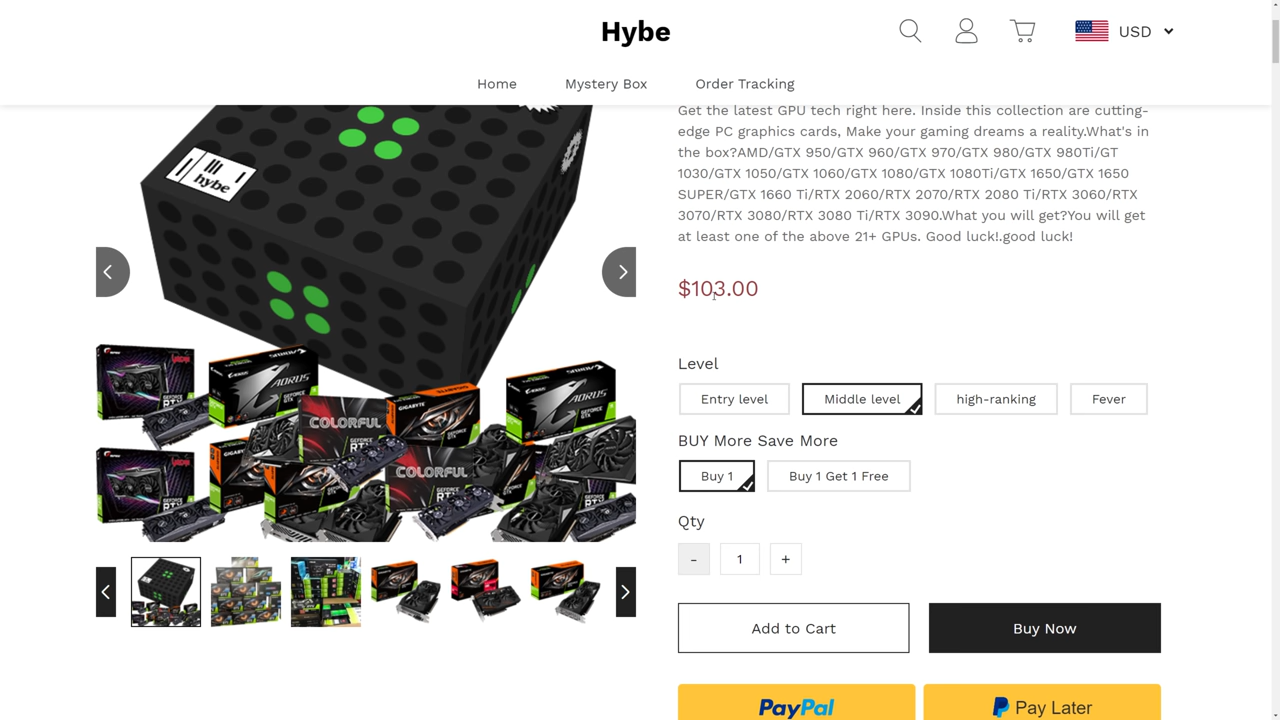 Hybe
USD
Home
Mystery Box
Order Tracking
Get the latest GPU tech right here. Inside this collection are cutting-
edge PC graphics cards, Make your gaming dreams a reality.What's in
the box?AMD/GTX 950/GTX 960/GTX 970/GTX 980/GTX 980Ti/GT
1030/GTX 1050/GTX 1060/GTX 1080/GTX 1080Ti/GTX 1650/GTX 1650
SUPER/GTX 1660 Ti/RTX 2060/RTX 2070/RTX 2080 Ti/RTX 3060/RTX
3070/RTX 3080/RTX 3080 Ti/RTX 3090.What you will get?You will get
at least one of the above 21+ GPUs. Good luck!.good luck!
hybe
$103.00
Level
Entry level
Middle level
high-ranking
Fever
BUY More Save More
Buy 1
Buy 1 Get 1 Free
Qty
-
1
+
Add to Cart
Buy Now
PayPal
Pay Later
AORUS
GIGABYTE
AORUS
COLORFUL
COLORFUL